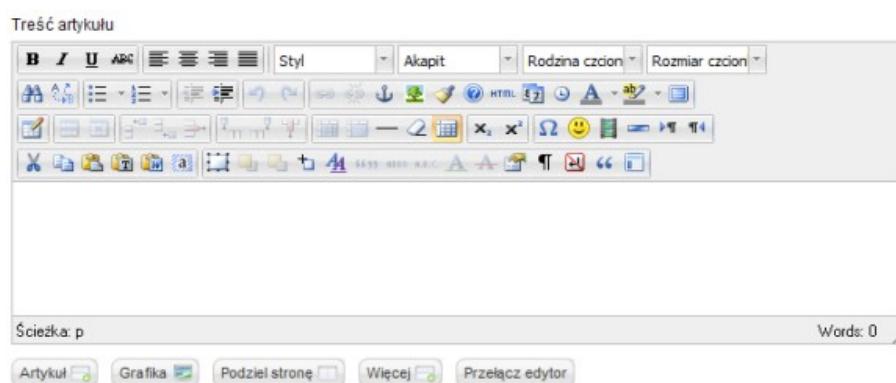 Treść artykułu
B I U ABC Styl Akapit Rodzina czcion Rozmiar czcion
HTML
Ścieżka: p Words: 0
Artykuł Grafika Podziel stronę Więcej Przełącz edytor